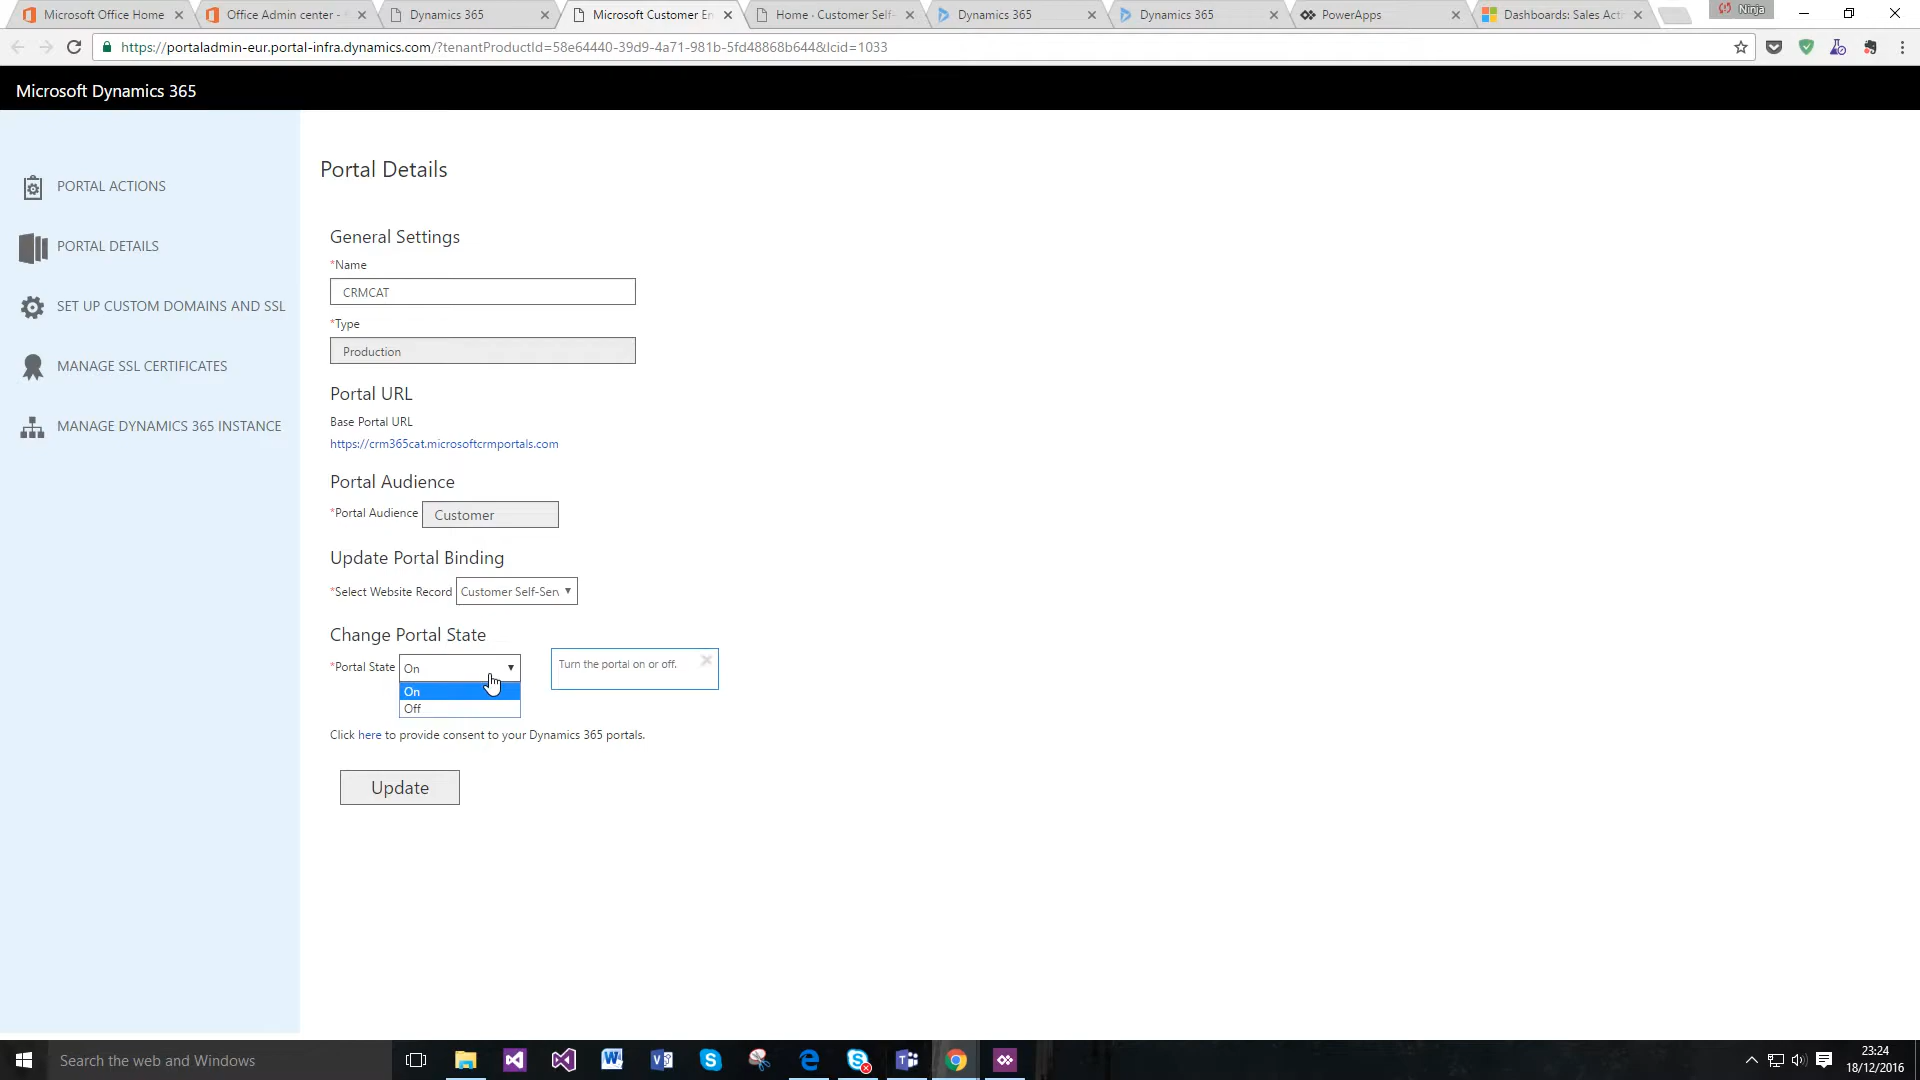 Microsoft Office Home
Office Admin center -
Dynamics 365
Microsoft Customer En
Home · Customer Self-
Dynamics 365
Dynamics 365
PowerApps
Dashboards: Sales Acti
Ninja
https://portaladmin-eur.portal-infra.dynamics.com/?tenantProductId=58e64440-39d9-4a71-981b-5fd48868b644&lcid=1033
Microsoft Dynamics 365
PORTAL ACTIONS
PORTAL DETAILS
SET UP CUSTOM DOMAINS AND SSL
MANAGE SSL CERTIFICATES
MANAGE DYNAMICS 365 INSTANCE
Portal Details
General Settings
*Name
CRMCAT
*Type
Production
Portal URL
Base Portal URL
https://crm365cat.microsoftcrmportals.com
Portal Audience
*Portal Audience Customer
Update Portal Binding
*Select Website Record Customer Self-Serv
Change Portal State
*Portal State On
Turn the portal on or off.
On
Off
Click here to provide consent to your Dynamics 365 portals.
Update
Search the web and Windows
23:24
18/12/2016